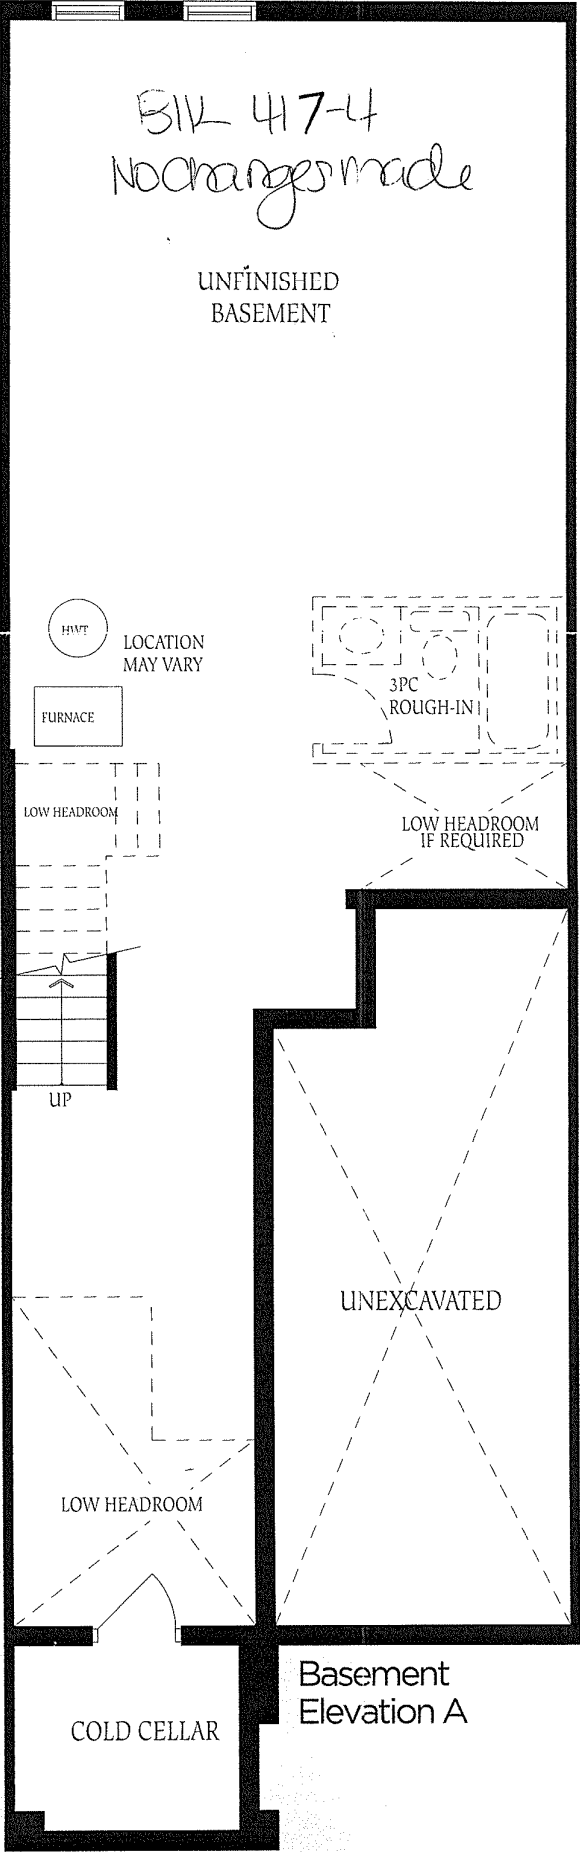 Blk 417-4
No changes made
UNFINISHED
BASEMENT
HWT
LOCATION
MAY VARY
FURNACE
3PC
ROUGH-IN
LOW HEADROOM
LOW HEADROOM
IF REQUIRED
UP
UNEXCAVATED
LOW HEADROOM
Basement
Elevation A
COLD CELLAR